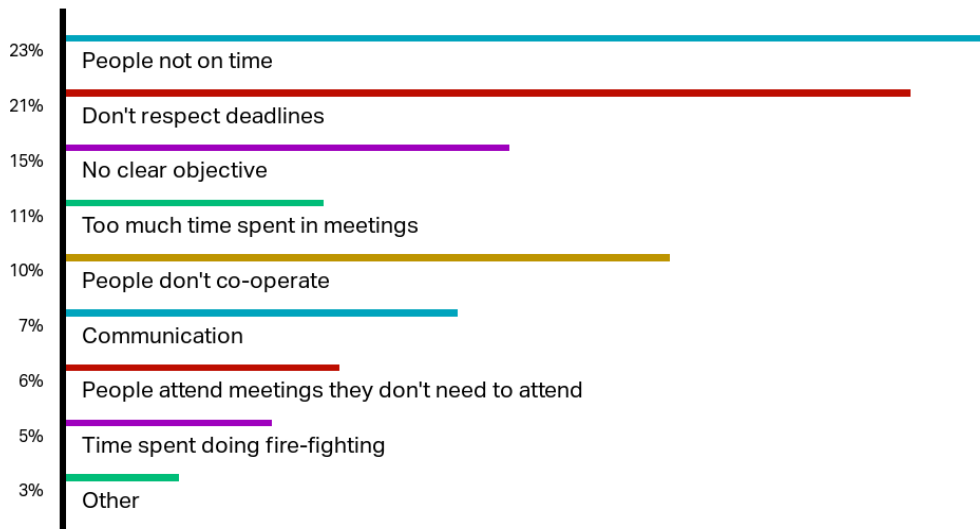 23%
People not on time
21%
Don't respect deadlines
15%
No clear objective
11%
Too much time spent in meetings
10%
People don't co-operate
7%
Communication
6%
People attend meetings they don't need to attend
5%
Time spent doing fire-fighting
3%
Other